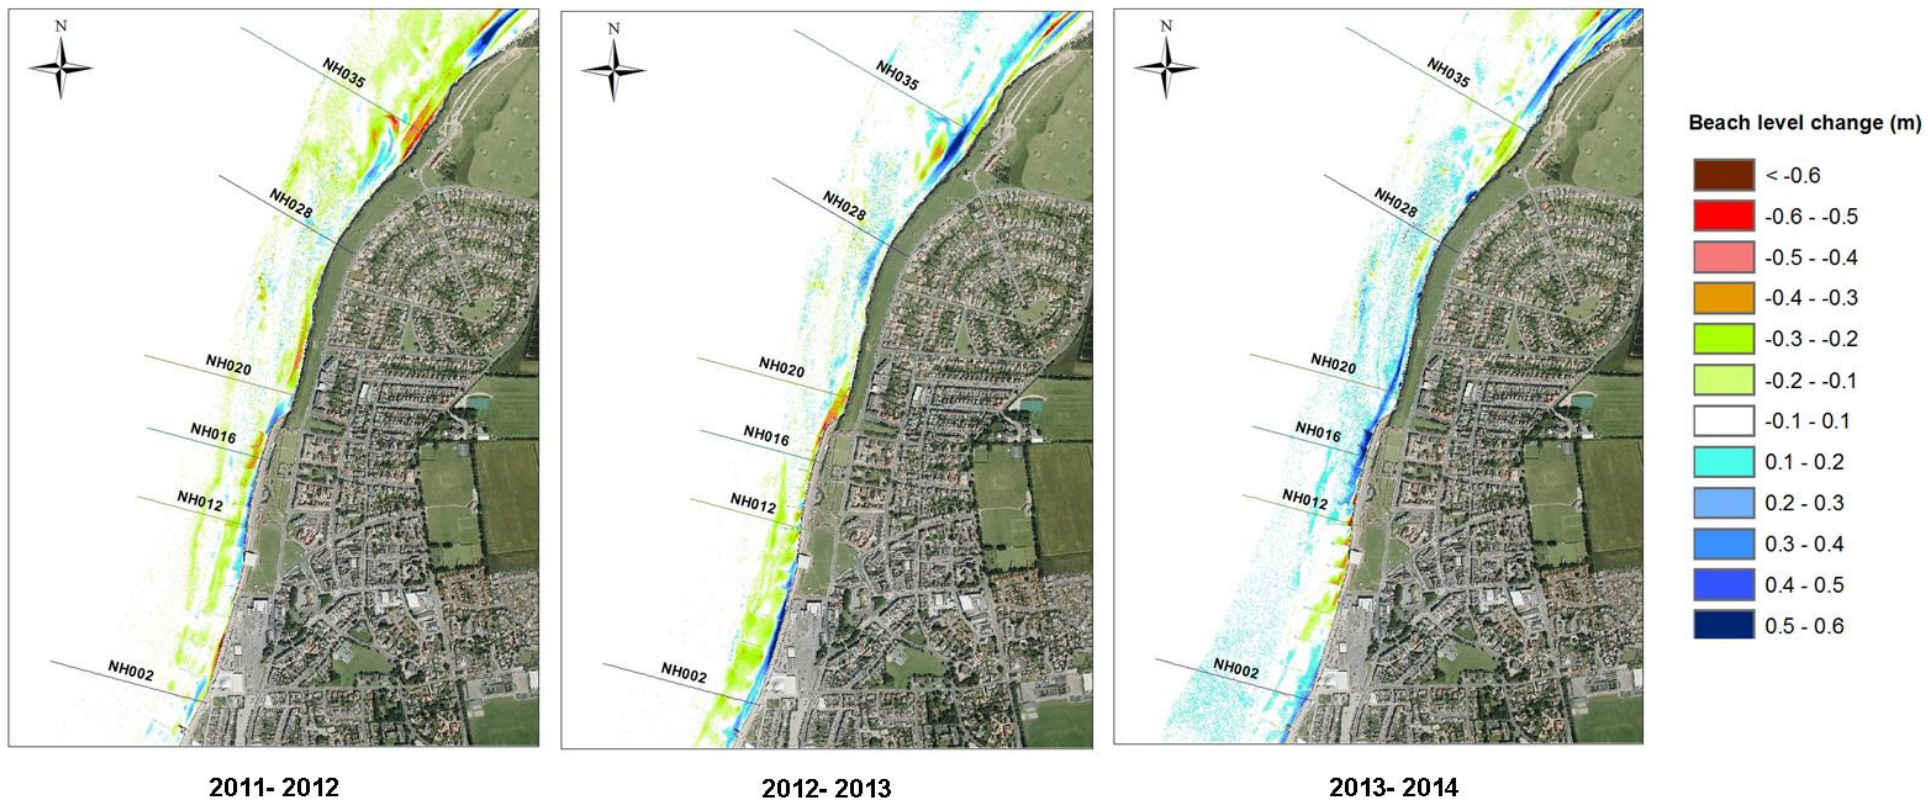 N
NH035
NH028
NH020
NH016
NH012
NH002
2011- 2012
N
NH035
NH028
NH020
NH016
NH012
NH002
2012- 2013
N
NH035
NH028
NH020
NH016
NH012
NH002
2013- 2014
Beach level change (m)
< -0.6
-0.6 - -0.5
-0.5 - -0.4
-0.4 - -0.3
-0.3 - -0.2
-0.2 - -0.1
-0.1 - 0.1
0.1 - 0.2
0.2 - 0.3
0.3 - 0.4
0.4 - 0.5
0.5 - 0.6